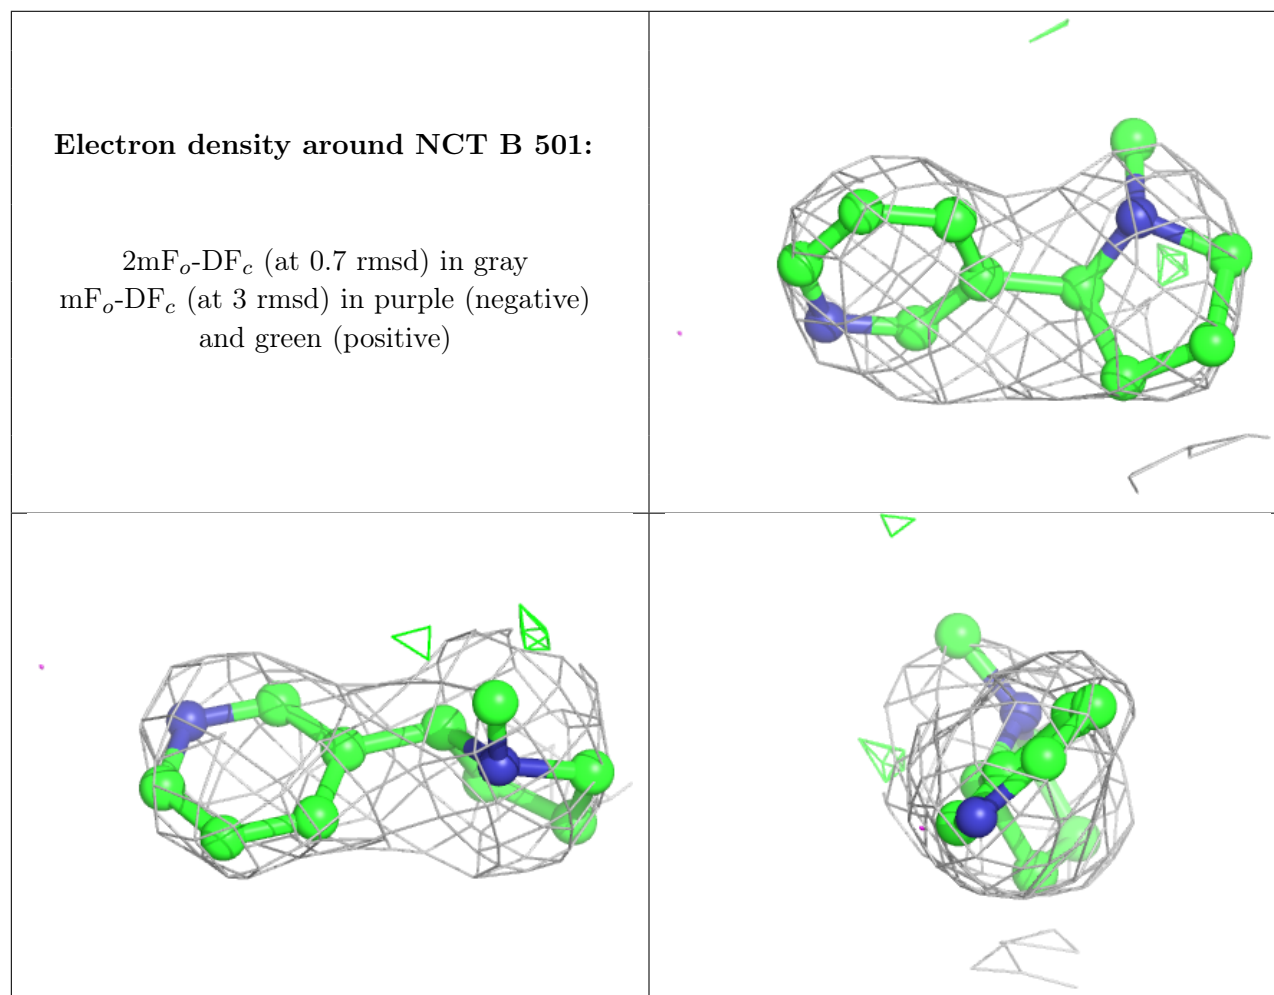 Electron density around NCT B 501:
2mFo-DFc (at 0.7 rmsd) in gray
mFo-DFc (at 3 rmsd) in purple (negative)
and green (positive)